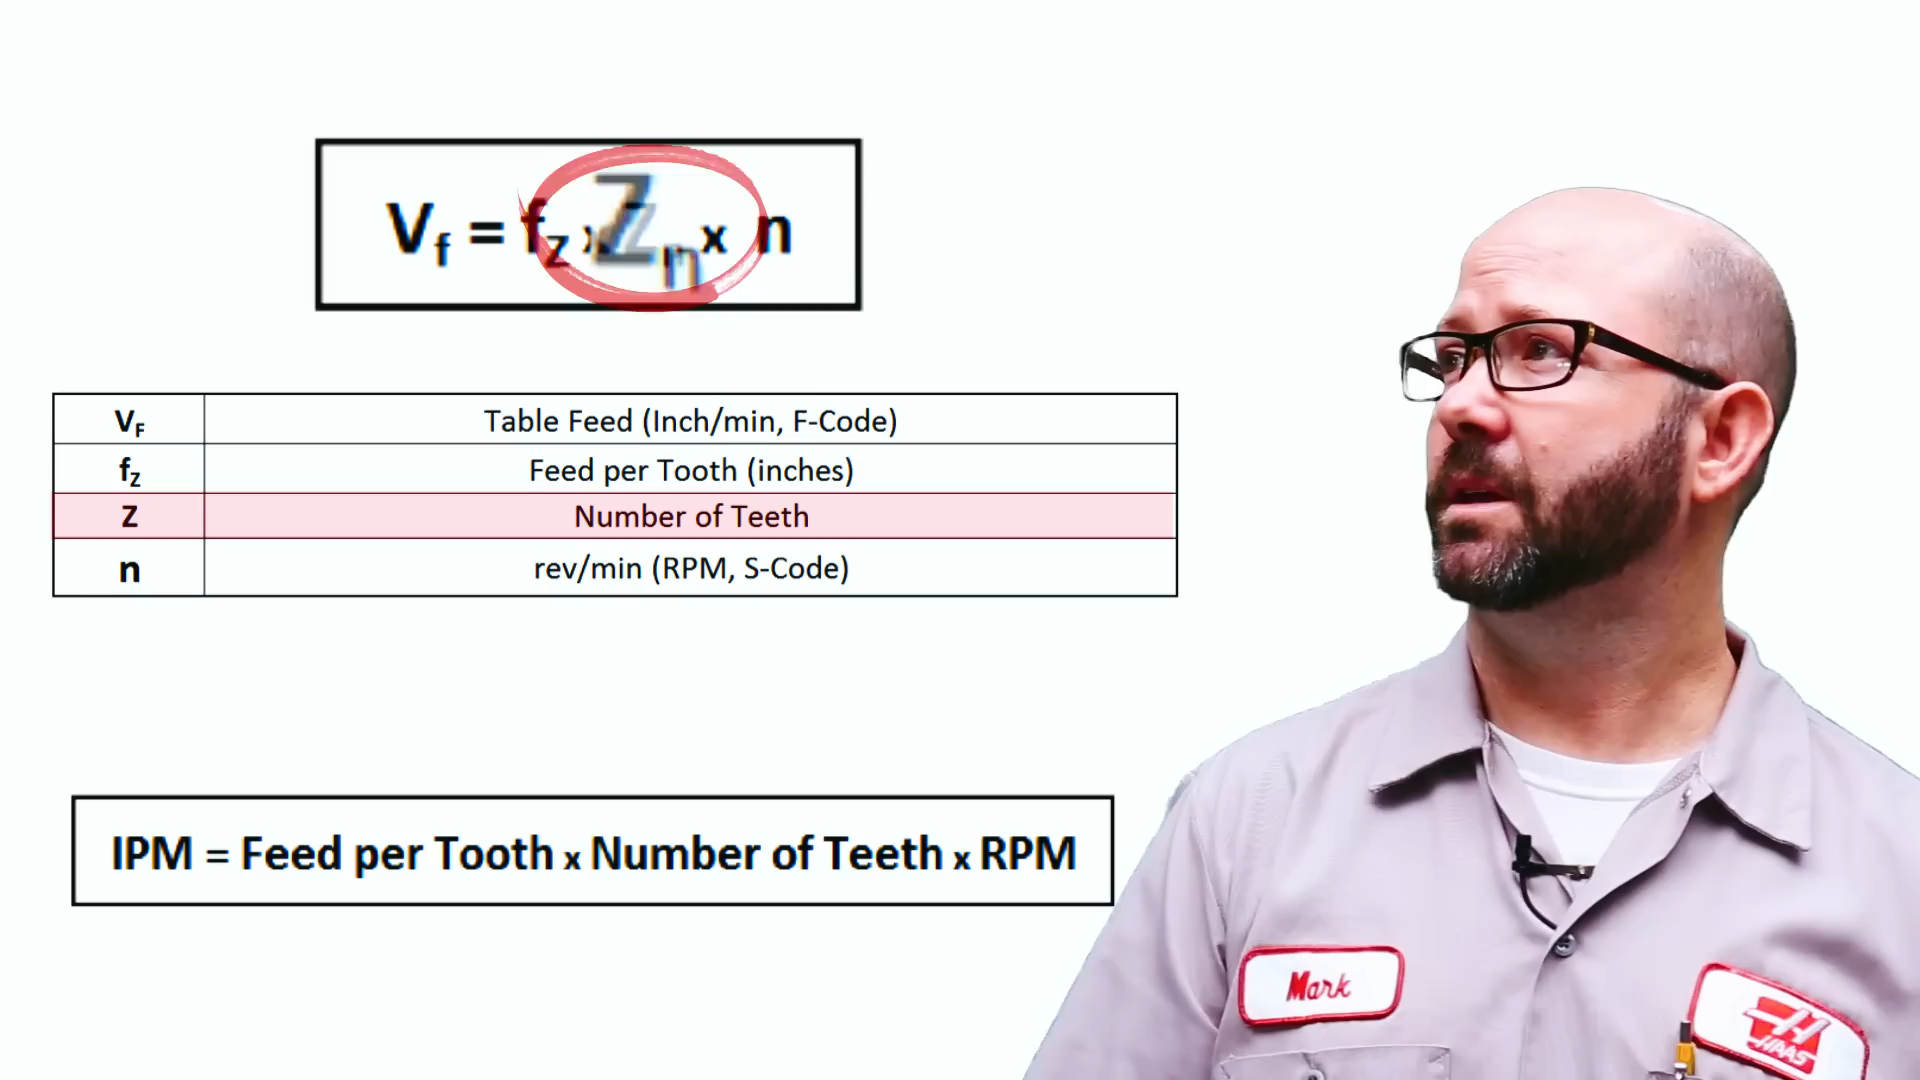 Vf = fz x Zn x n
VF Table Feed (Inch/min, F-Code)
fz Feed per Tooth (inches)
Z Number of Teeth
n rev/min (RPM, S-Code)
IPM = Feed per Tooth x Number of Teeth x RPM
Mark
HAAS